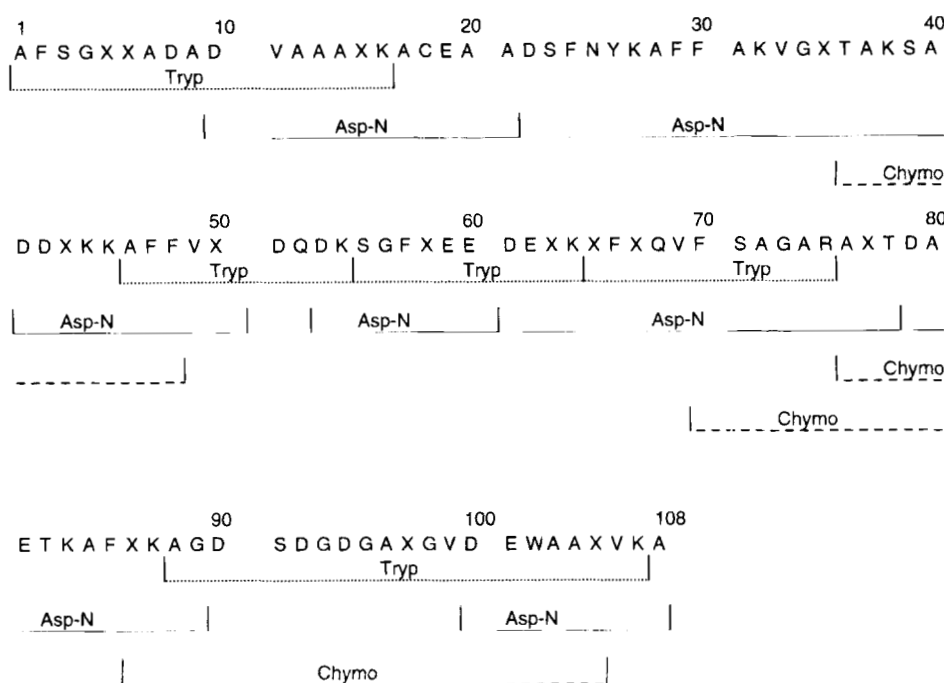 1 10 20 30 40
A F S G X X A D A D V A A A X K A C E A A D S F N Y K A F F A K V G X T A K S A
Tryp
Asp-N Asp-N
Chymo
50 60 70 80
D D X K K A F F V X D Q D K S G F X E E D E X K X F X Q V F S A G A R A X T D A
Tryp Tryp Tryp
Asp-N Asp-N Asp-N
Chymo
Chymo
90 100 108
E T K A F X K A G D S D G D G A X G V D E W A A X V K A
Tryp
Asp-N Asp-N
Chymo